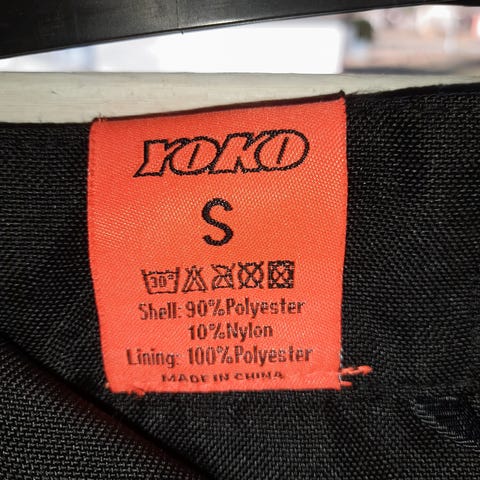 YOKO
S
30°
Shell: 90%Polyester
10%Nylon
Lining: 100%Polyester
MADE IN CHINA